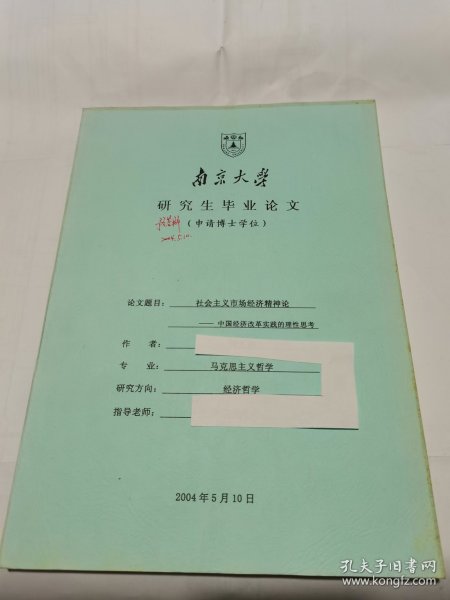 南京大学
研究生毕业论文
(申请博士学位)
2004.5.10.
论文题目: 社会主义市场经济精神论
—— 中国经济改革实践的理性思考
作 者:
专 业: 马克思主义哲学
研究方向: 经济哲学
指导老师:
2004年5月10日
孔夫子旧书网
www.kongfz.com